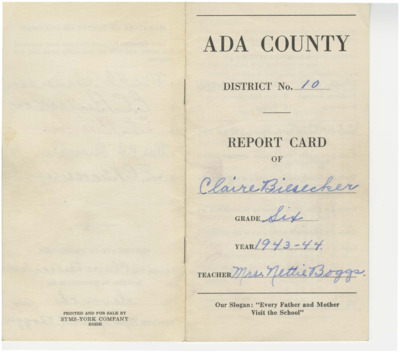 ADA COUNTY
DISTRICT No. 10
REPORT CARD
OF
Claire Biesecker
GRADE Six
YEAR 1943-44
TEACHER Mrs. Nettie Boggs.
Our Slogan: "Every Father and Mother
Visit the School"
PRINTED AND FOR SALE BY
SYMS-YORK COMPANY
BOISE